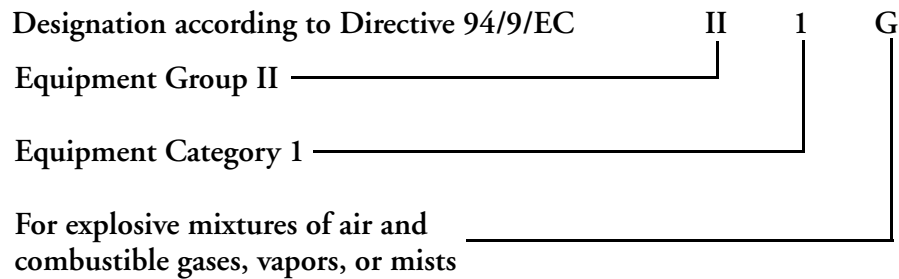 Designation according to Directive 94/9/EC II 1 G
Equipment Group II
Equipment Category 1
For explosive mixtures of air and
combustible gases, vapors, or mists